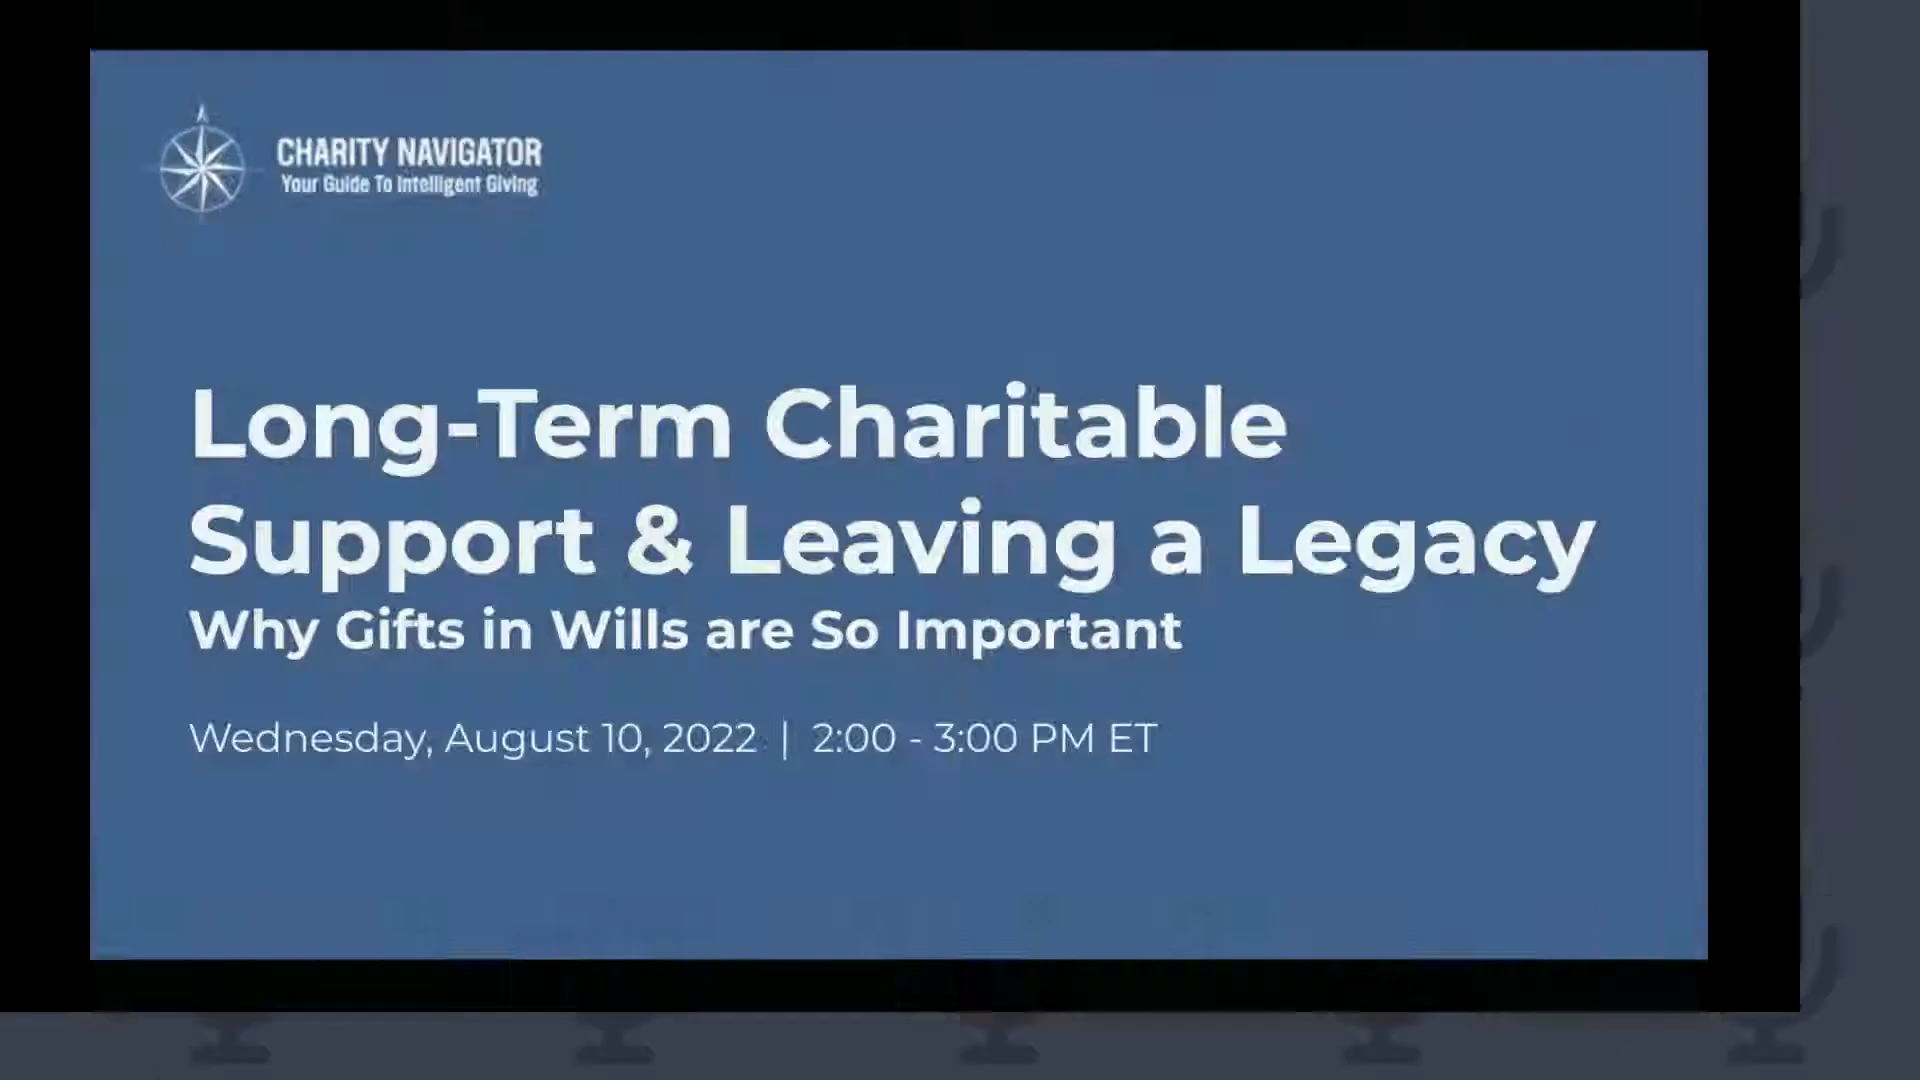 CHARITY NAVIGATOR
Your Guide To Intelligent Giving
Long-Term Charitable
Support & Leaving a Legacy
Why Gifts in Wills are So Important
Wednesday, August 10, 2022 | 2:00 - 3:00 PM ET